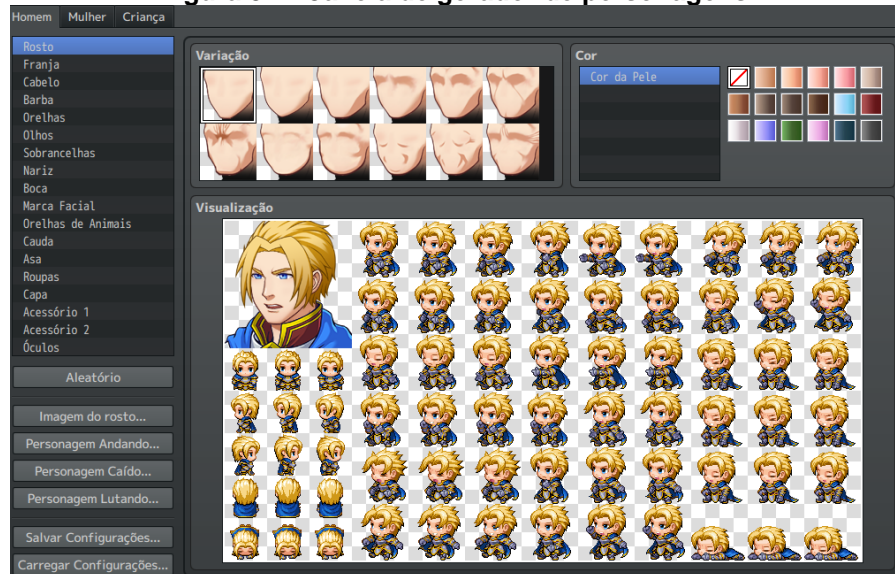 Homem Mulher Criança
Rosto
Franja
Cabelo
Barba
Orelhas
Olhos
Sobrancelhas
Nariz
Boca
Marca Facial
Orelhas de Animais
Cauda
Asa
Roupas
Capa
Acessório 1
Acessório 2
Óculos
Aleatório
Imagem do rosto...
Personagem Andando...
Personagem Caído...
Personagem Lutando...
Salvar Configurações...
Carregar Configurações...
Variação
Cor
Cor da Pele
Visualização